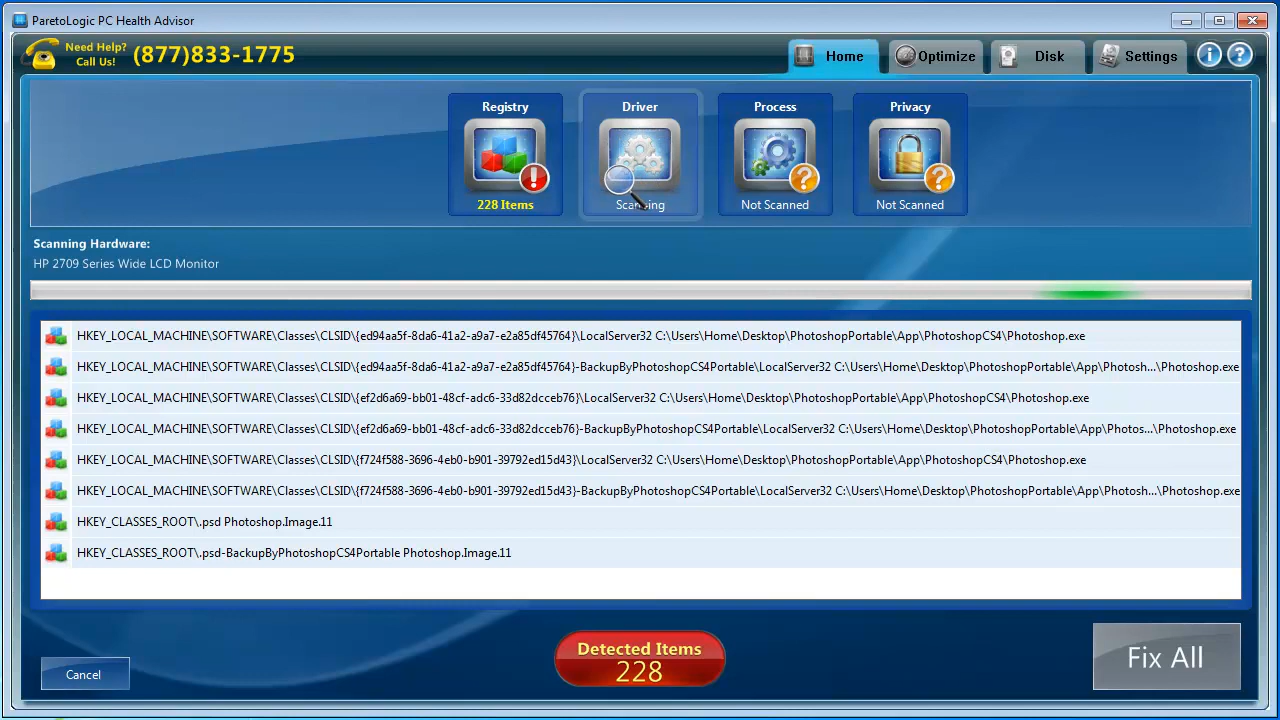 ParetoLogic PC Health Advisor
Need Help?
Call Us!
(877)833-1775
Home
Optimize
Disk
Settings
Registry
228 Items
Driver
Scanning
Process
Not Scanned
Privacy
Not Scanned
Scanning Hardware:
HP 2709 Series Wide LCD Monitor
HKEY_LOCAL_MACHINE\SOFTWARE\Classes\CLSID\{ed94aa5f-8da6-41a2-a9a7-e2a85df45764}\LocalServer32 C:\Users\Home\Desktop\PhotoshopPortable\App\PhotoshopCS4\Photoshop.exe
HKEY_LOCAL_MACHINE\SOFTWARE\Classes\CLSID\{ed94aa5f-8da6-41a2-a9a7-e2a85df45764}-BackupByPhotoshopCS4Portable\LocalServer32 C:\Users\Home\Desktop\PhotoshopPortable\App\Photosh...\Photoshop.exe
HKEY_LOCAL_MACHINE\SOFTWARE\Classes\CLSID\{ef2d6a69-bb01-48cf-adc6-33d82dcceb76}\LocalServer32 C:\Users\Home\Desktop\PhotoshopPortable\App\PhotoshopCS4\Photoshop.exe
HKEY_LOCAL_MACHINE\SOFTWARE\Classes\CLSID\{ef2d6a69-bb01-48cf-adc6-33d82dcceb76}-BackupByPhotoshopCS4Portable\LocalServer32 C:\Users\Home\Desktop\PhotoshopPortable\App\Photos...\Photoshop.exe
HKEY_LOCAL_MACHINE\SOFTWARE\Classes\CLSID\{f724f588-3696-4eb0-b901-39792ed15d43}\LocalServer32 C:\Users\Home\Desktop\PhotoshopPortable\App\PhotoshopCS4\Photoshop.exe
HKEY_LOCAL_MACHINE\SOFTWARE\Classes\CLSID\{f724f588-3696-4eb0-b901-39792ed15d43}-BackupByPhotoshopCS4Portable\LocalServer32 C:\Users\Home\Desktop\PhotoshopPortable\App\Photosh...\Photoshop.exe
HKEY_CLASSES_ROOT\.psd Photoshop.Image.11
HKEY_CLASSES_ROOT\.psd-BackupByPhotoshopCS4Portable Photoshop.Image.11
Cancel
Detected Items
228
Fix All